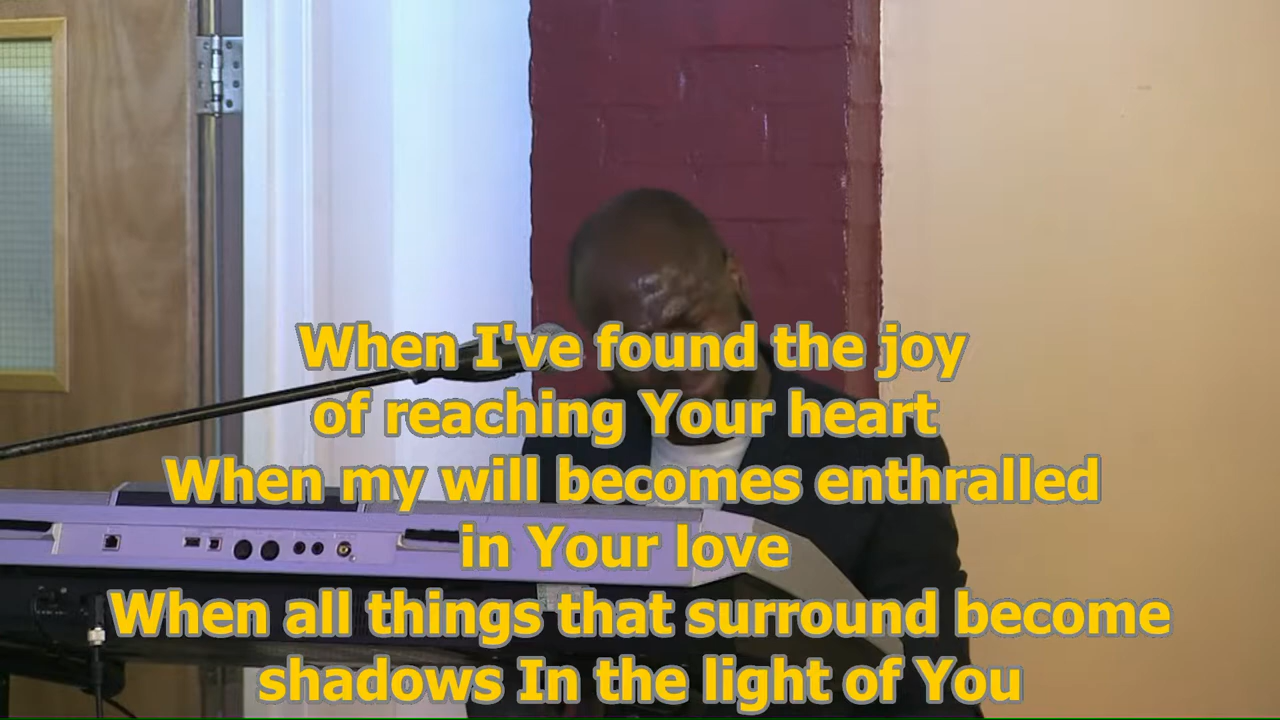 When I've found the joy
of reaching Your heart
When my will becomes enthralled
in Your love
When all things that surround become
shadows In the light of You